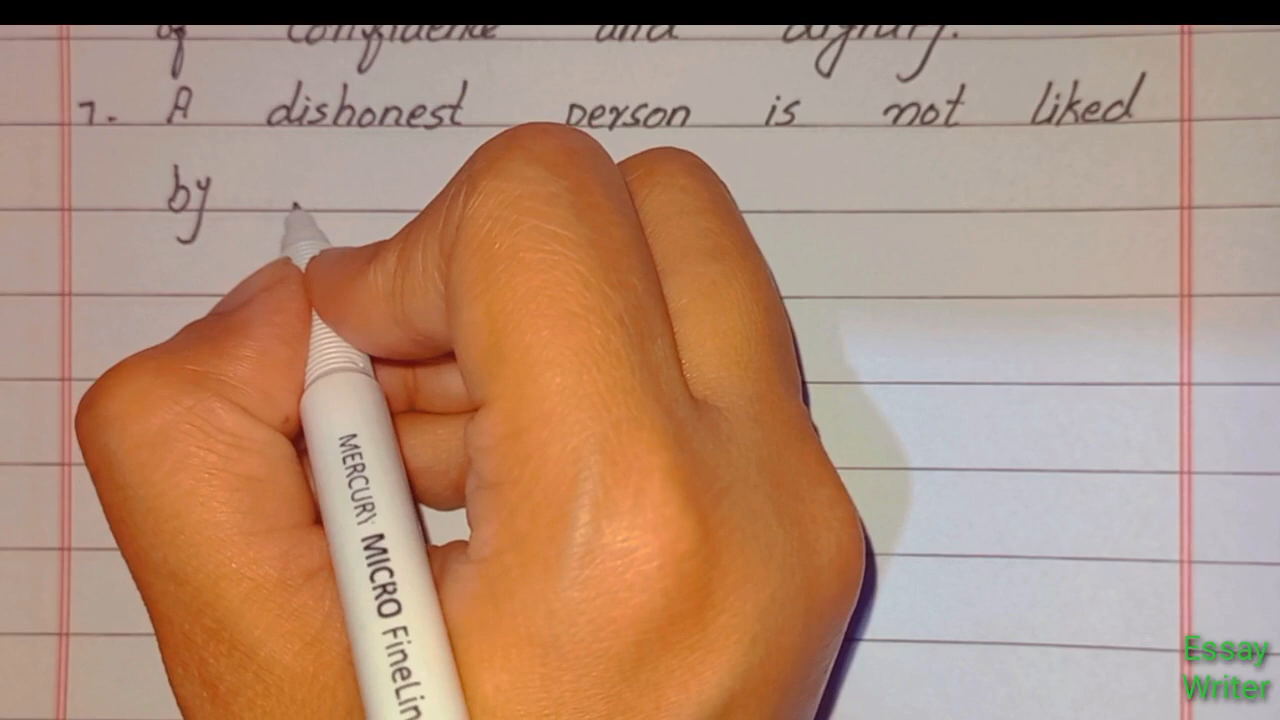 of confidence and dignity.
7. A dishonest person is not liked
by
MERCURY MICRO FineLin
Essay
Writer